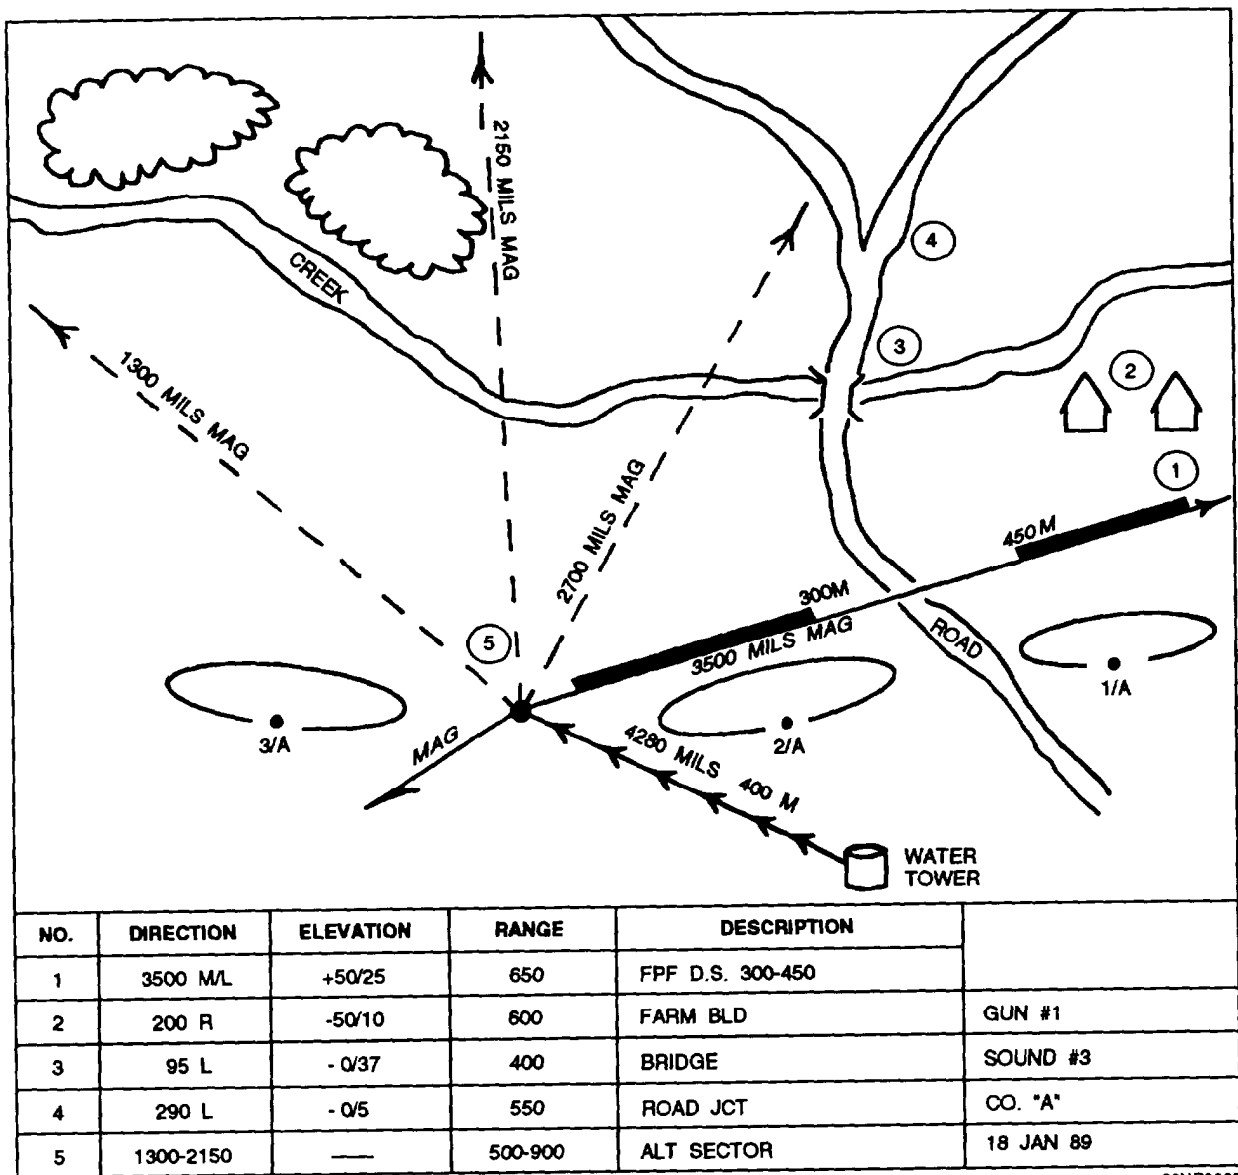 2150 MILS MAG
4
CREEK
3
1300 MILS MAG
2
1
2700 MILS MAG
450 M
300M
5
3500 MILS MAG
ROAD
1/A
3/A
MAG
2/A
4280 MILS 400 M
WATER
TOWER
NO. DIRECTION ELEVATION RANGE DESCRIPTION
1 3500 M/L +50/25 650 FPF D.S. 300-450
2 200 R -50/10 600 FARM BLD GUN #1
3 95 L - 0/37 400 BRIDGE SOUND #3
4 290 L - 0/5 550 ROAD JCT CO. "A"
5 1300-2150 — 500-900 ALT SECTOR 18 JAN 89